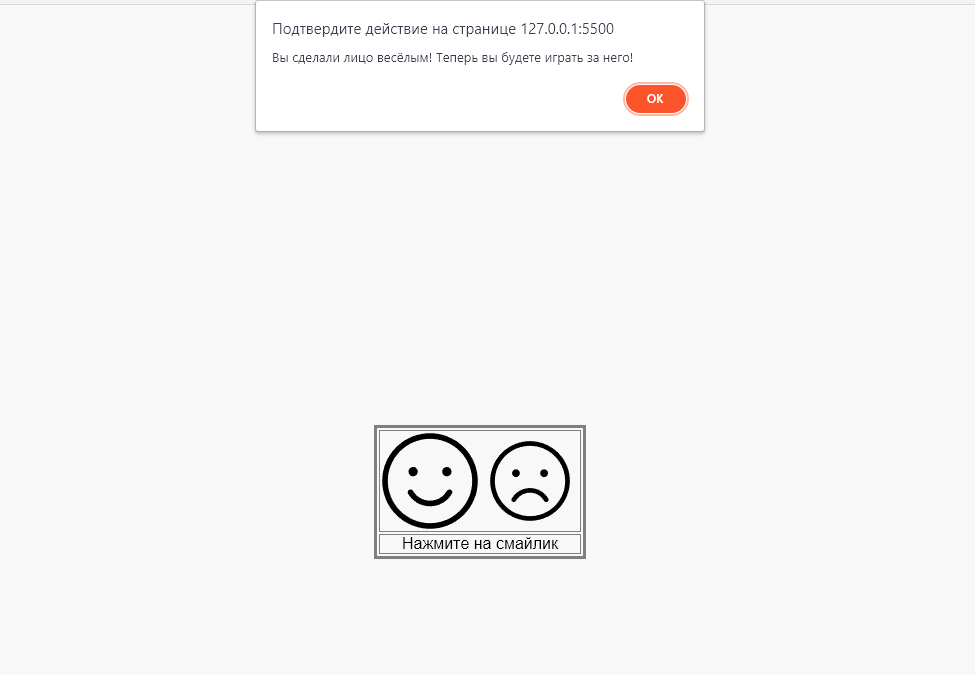 Подтвердите действие на странице 127.0.0.1:5500
Вы сделали лицо весёлым! Теперь вы будете играть за него!
ОК
Нажмите на смайлик